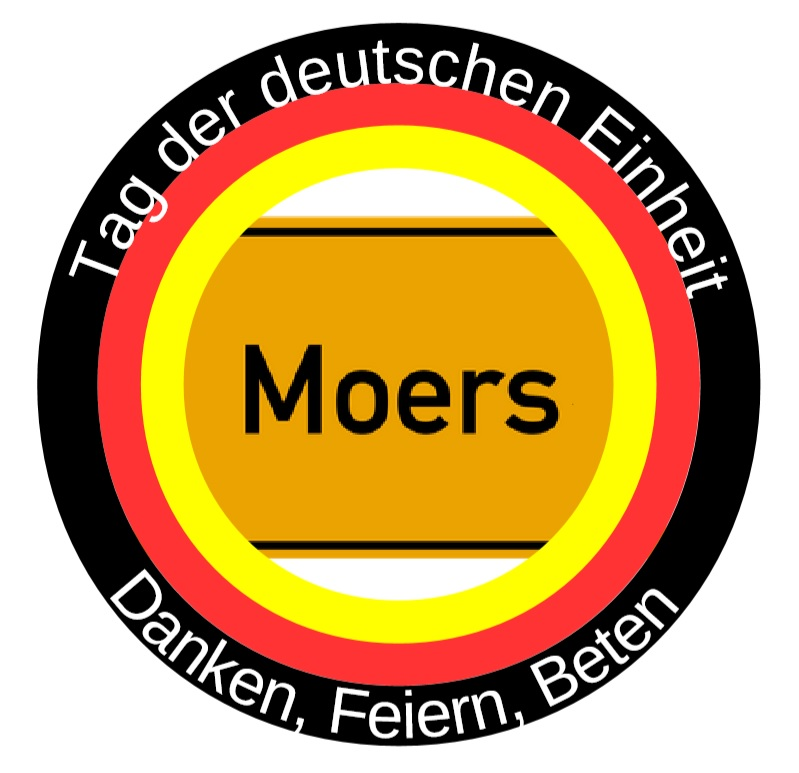 Tag der deutschen Einheit
Moers
Danken, Feiern, Beten